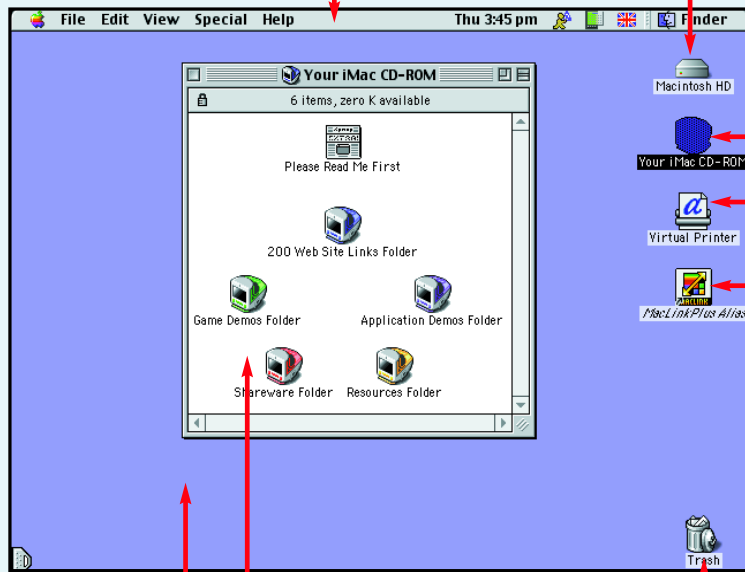 File Edit View Special Help Thu 3:45 pm Finder
Your iMac CD-ROM
6 items, zero K available
Please Read Me First
200 Web Site Links Folder
Game Demos Folder
Application Demos Folder
Shareware Folder
Resources Folder
Macintosh HD
Your iMac CD-ROM
Virtual Printer
MACLINK
MacLinkPlus Alias
Trash